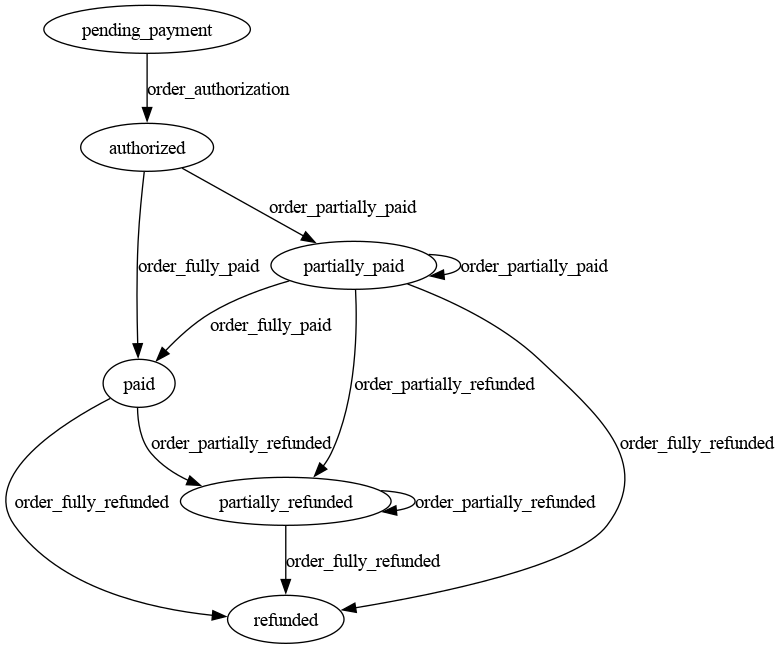 pending_payment
order_authorization
authorized
order_partially_paid
order_fully_paid
partially_paid
order_partially_paid
order_fully_paid
paid
order_partially_refunded
order_partially_refunded
order_fully_refunded
order_fully_refunded
partially_refunded
order_partially_refunded
order_fully_refunded
refunded